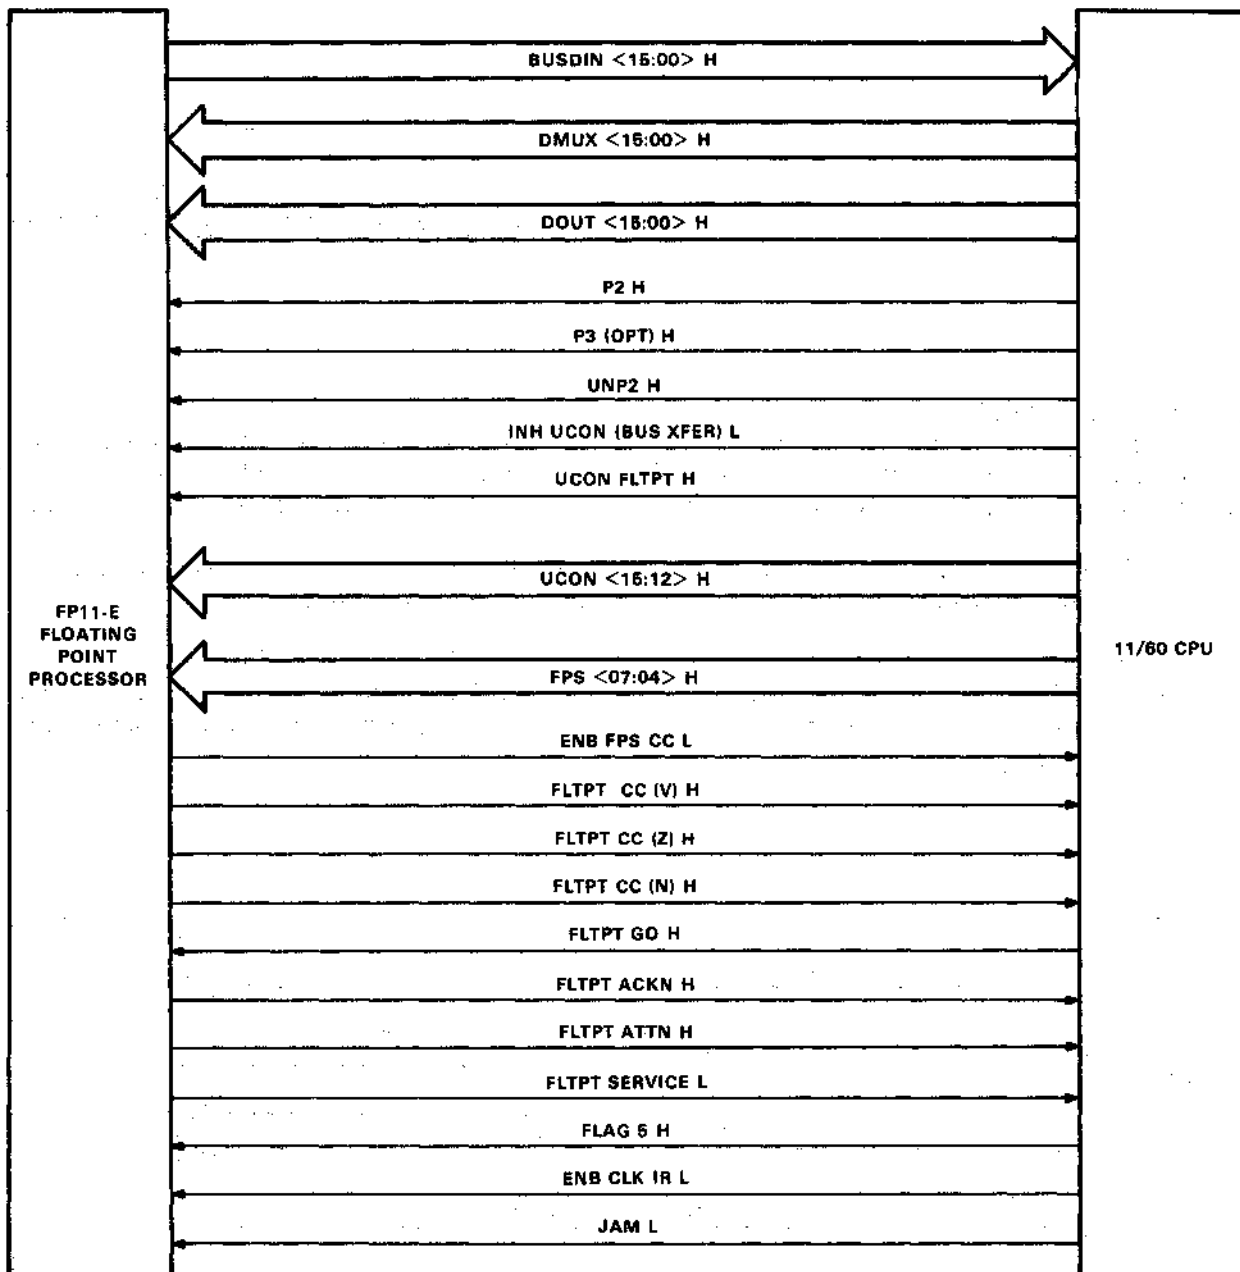 BUSDIN <15:00> H
DMUX <15:00> H
DOUT <15:00> H
P2 H
P3 (OPT) H
UNP2 H
INH UCON (BUS XFER) L
UCON FLTPT H
UCON <15:12> H
FP11-E
FLOATING
POINT
PROCESSOR
11/60 CPU
FPS <07:04> H
ENB FPS CC L
FLTPT CC (V) H
FLTPT CC (Z) H
FLTPT CC (N) H
FLTPT GO H
FLTPT ACKN H
FLTPT ATTN H
FLTPT SERVICE L
FLAG 5 H
ENB CLK IR L
JAM L